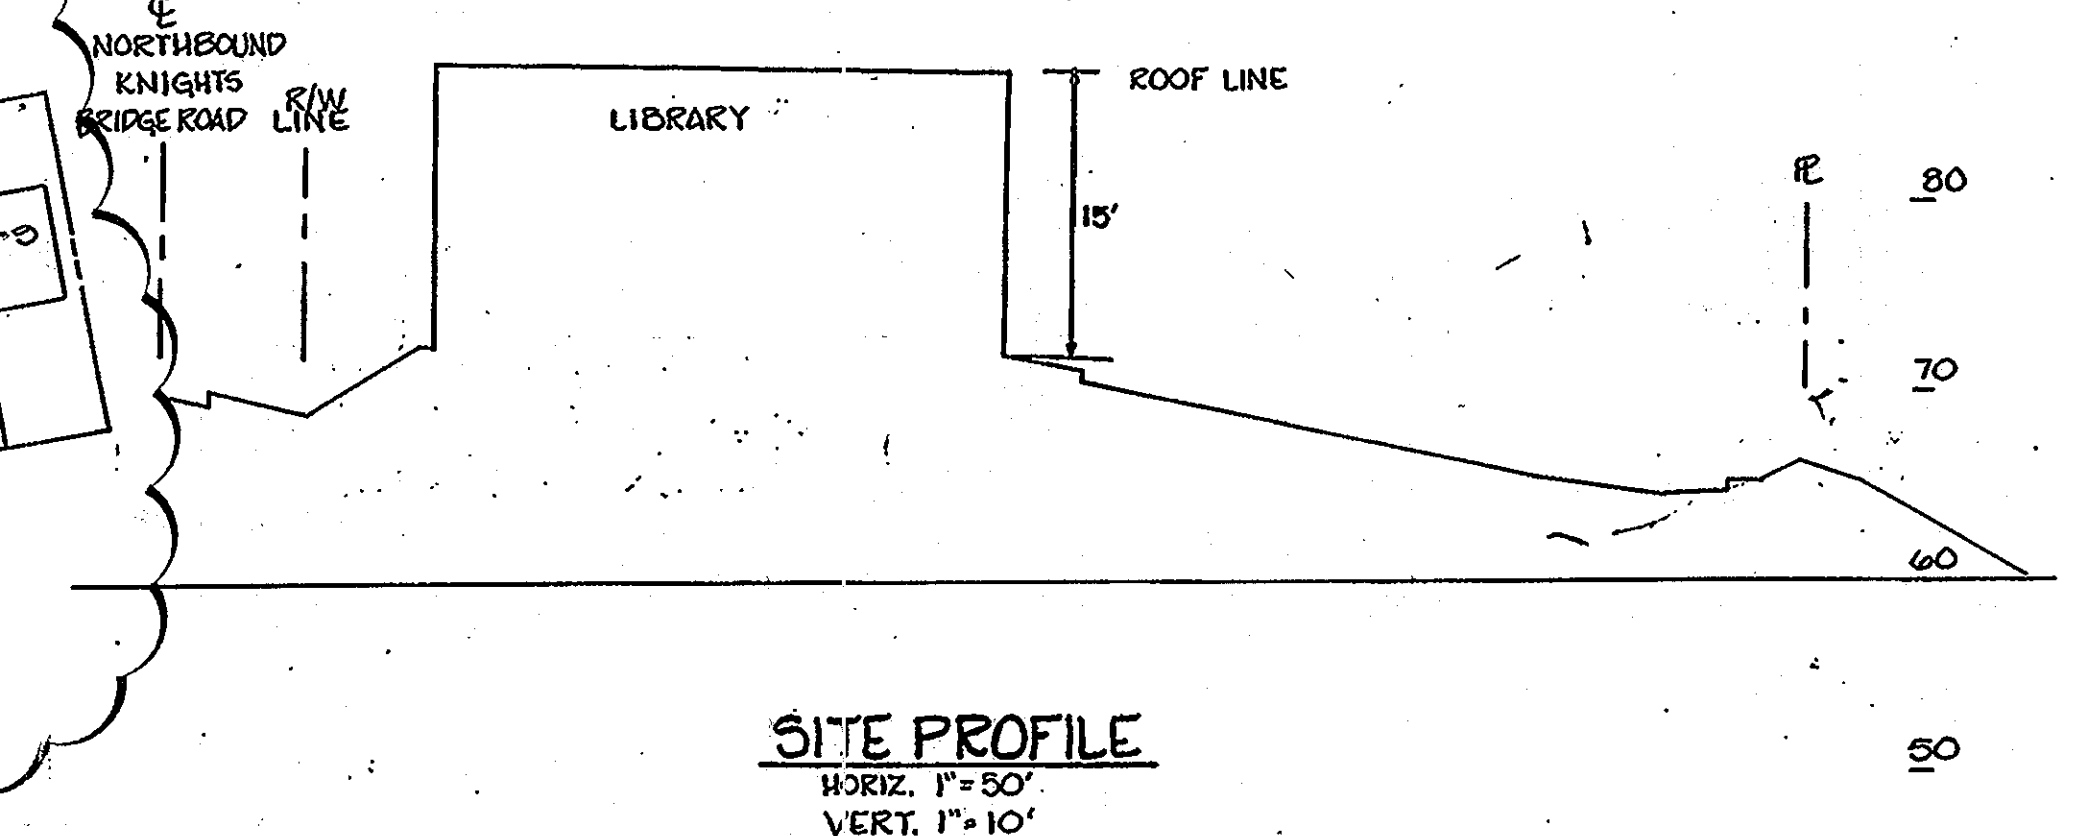 ℄
NORTHBOUND
KNIGHTS
BRIDGE ROAD
R/W
LINE
LIBRARY
ROOF LINE
15'
⅊
80
70
60
50
SITE PROFILE
HORIZ. 1"=50'
VERT. 1"=10'